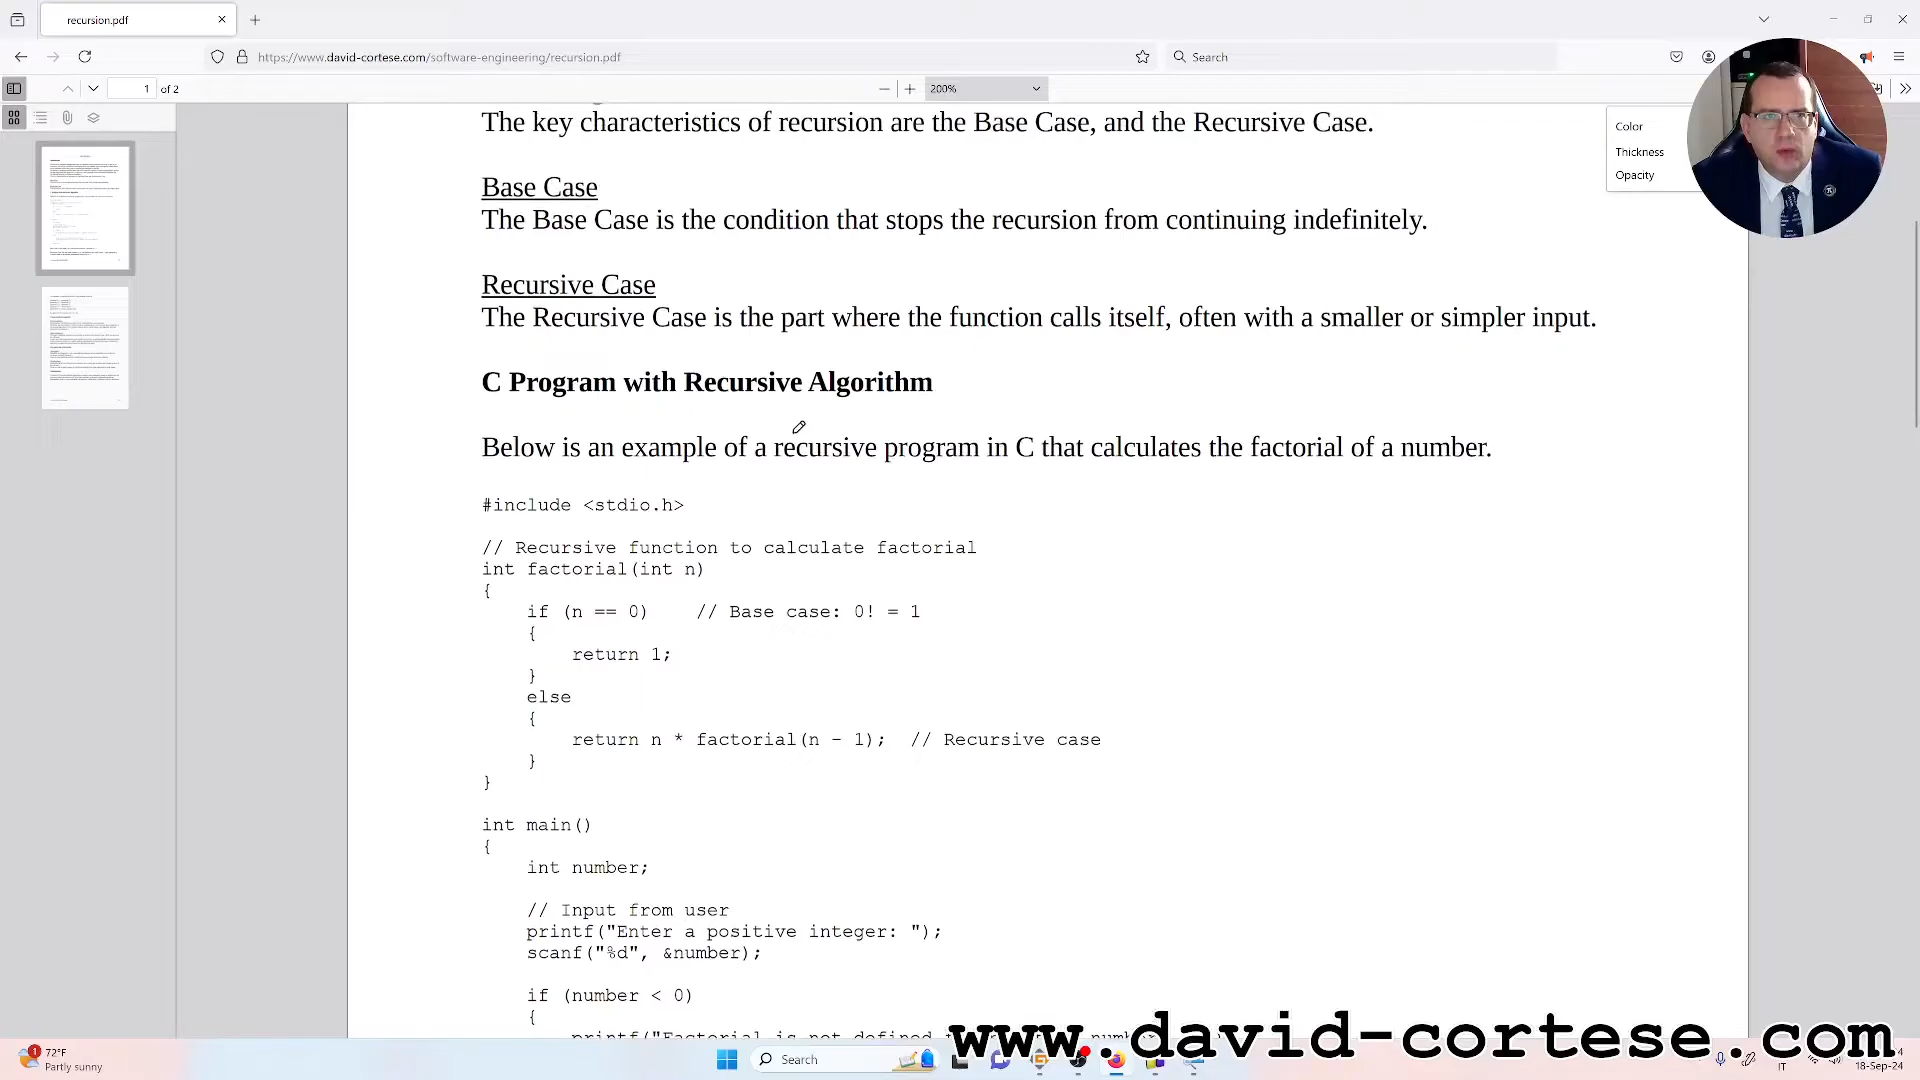 recursion.pdf
https://www.david-cortese.com/software-engineering/recursion.pdf
Search
1 of 2
200%
Color
Thickness
Opacity
The key characteristics of recursion are the Base Case, and the Recursive Case.
Base Case
The Base Case is the condition that stops the recursion from continuing indefinitely.
Recursive Case
The Recursive Case is the part where the function calls itself, often with a smaller or simpler input.
C Program with Recursive Algorithm
Below is an example of a recursive program in C that calculates the factorial of a number.
#include <stdio.h>
// Recursive function to calculate factorial
int factorial(int n)
{
if (n == 0) // Base case: 0! = 1
{
return 1;
}
else
{
return n * factorial(n - 1); // Recursive case
}
}
int main()
{
int number;
// Input from user
printf("Enter a positive integer: ");
scanf("%d", &number);
if (number < 0)
{
printf("Factorial is not defined
www.david-cortese.com
1
72°F
Partly sunny
Search
IT
18-Sep-24